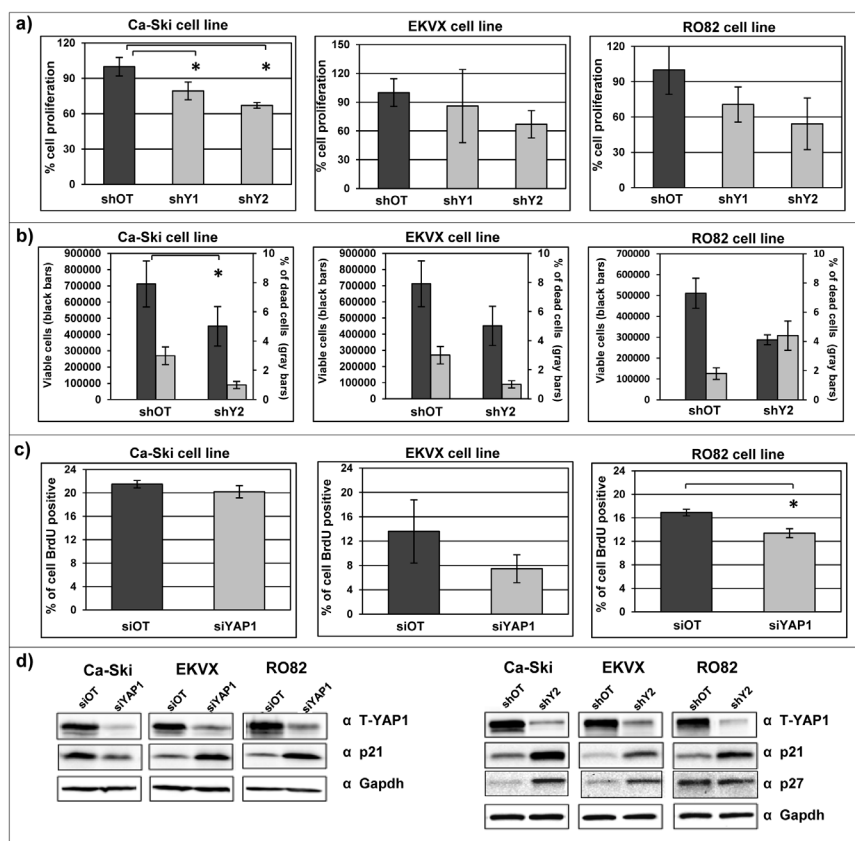 a)
Ca-Ski cell line
% cell proliferation
120
90
60
30
0
*
*
shOT
shY1
shY2
EKVX cell line
% cell proliferation
150
120
90
60
30
0
shOT
shY1
shY2
RO82 cell line
% cell proliferation
120
90
60
30
0
shOT
shY1
shY2
b)
Ca-Ski cell line
Viable cells (black bars)
900000
800000
700000
600000
500000
400000
300000
200000
100000
0
*
10
8
6
4
2
0
% of dead cells (gray bars)
shOT
shY2
EKVX cell line
Viable cells (black bars)
900000
800000
700000
600000
500000
400000
300000
200000
100000
0
10
8
6
4
2
0
% of dead cells (gray bars)
shOT
shY2
RO82 cell line
Viable cells (black bars)
700000
600000
500000
400000
300000
200000
100000
0
10
8
6
4
2
0
% of dead cells (gray bars)
shOT
shY2
c)
Ca-Ski cell line
% of cell BrdU positive
24
20
16
12
8
4
0
siOT
siYAP1
EKVX cell line
% of cell BrdU positive
24
20
16
12
8
4
0
siOT
siYAP1
RO82 cell line
% of cell BrdU positive
24
20
16
12
8
4
0
*
siOT
siYAP1
d)
Ca-Ski EKVX RO82
siOT siYAP1 siOT siYAP1 siOT siYAP1
α T-YAP1
α p21
α Gapdh
Ca-Ski EKVX RO82
shOT shY2 shOT shY2 shOT shY2
α T-YAP1
α p21
α p27
α Gapdh